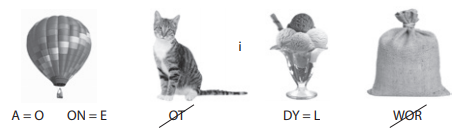 i
A = O ON = E OT DY = L WOR